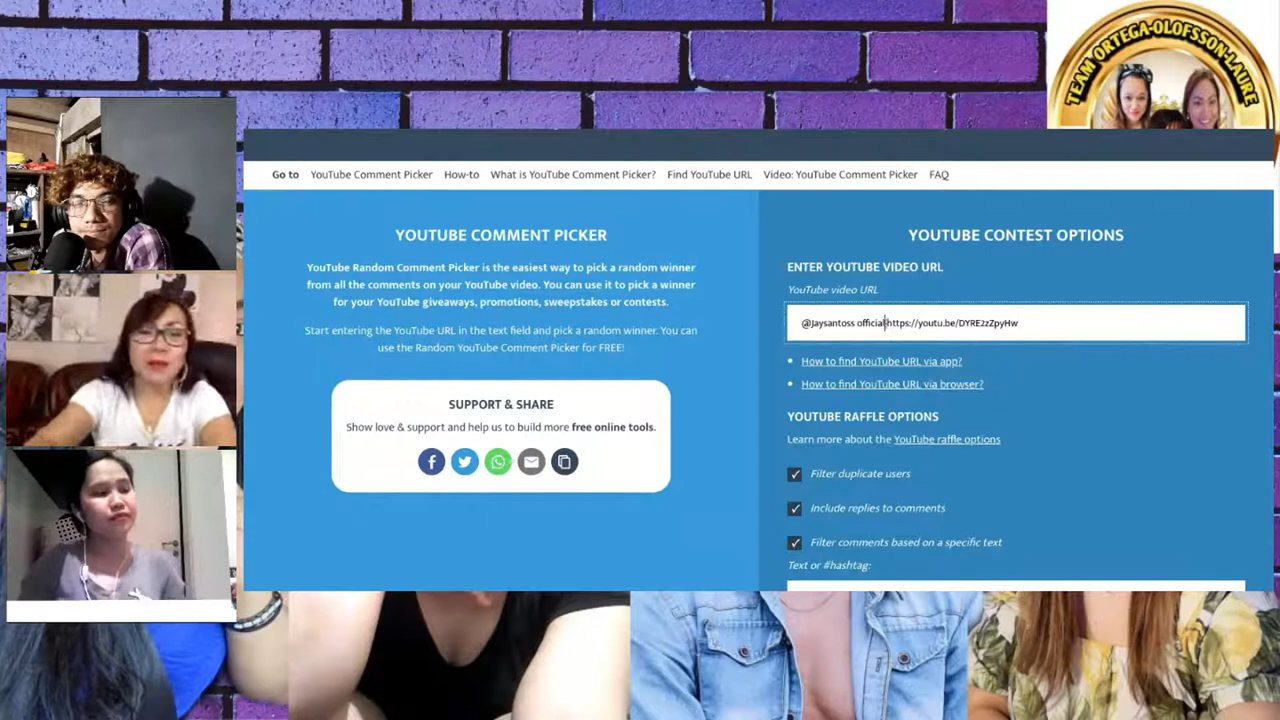 TEAM ORTEGA-OLOFSSON-LAURE
Go to YouTube Comment Picker How-to What is YouTube Comment Picker? Find YouTube URL Video: YouTube Comment Picker FAQ
YOUTUBE COMMENT PICKER
YouTube Random Comment Picker is the easiest way to pick a random winner
from all the comments on your YouTube video. You can use it to pick a winner
for your YouTube giveaways, promotions, sweepstakes or contests.
Start entering the YouTube URL in the text field and pick a random winner. You can
use the Random YouTube Comment Picker for FREE!
SUPPORT & SHARE
Show love & support and help us to build more free online tools.
YOUTUBE CONTEST OPTIONS
ENTER YOUTUBE VIDEO URL
YouTube video URL
@Jaysantoss officialhttps://youtu.be/DYRE2zZpyHw
How to find YouTube URL via app?
How to find YouTube URL via browser?
YOUTUBE RAFFLE OPTIONS
Learn more about the YouTube raffle options
Filter duplicate users
Include replies to comments
Filter comments based on a specific text
Text or #hashtag: